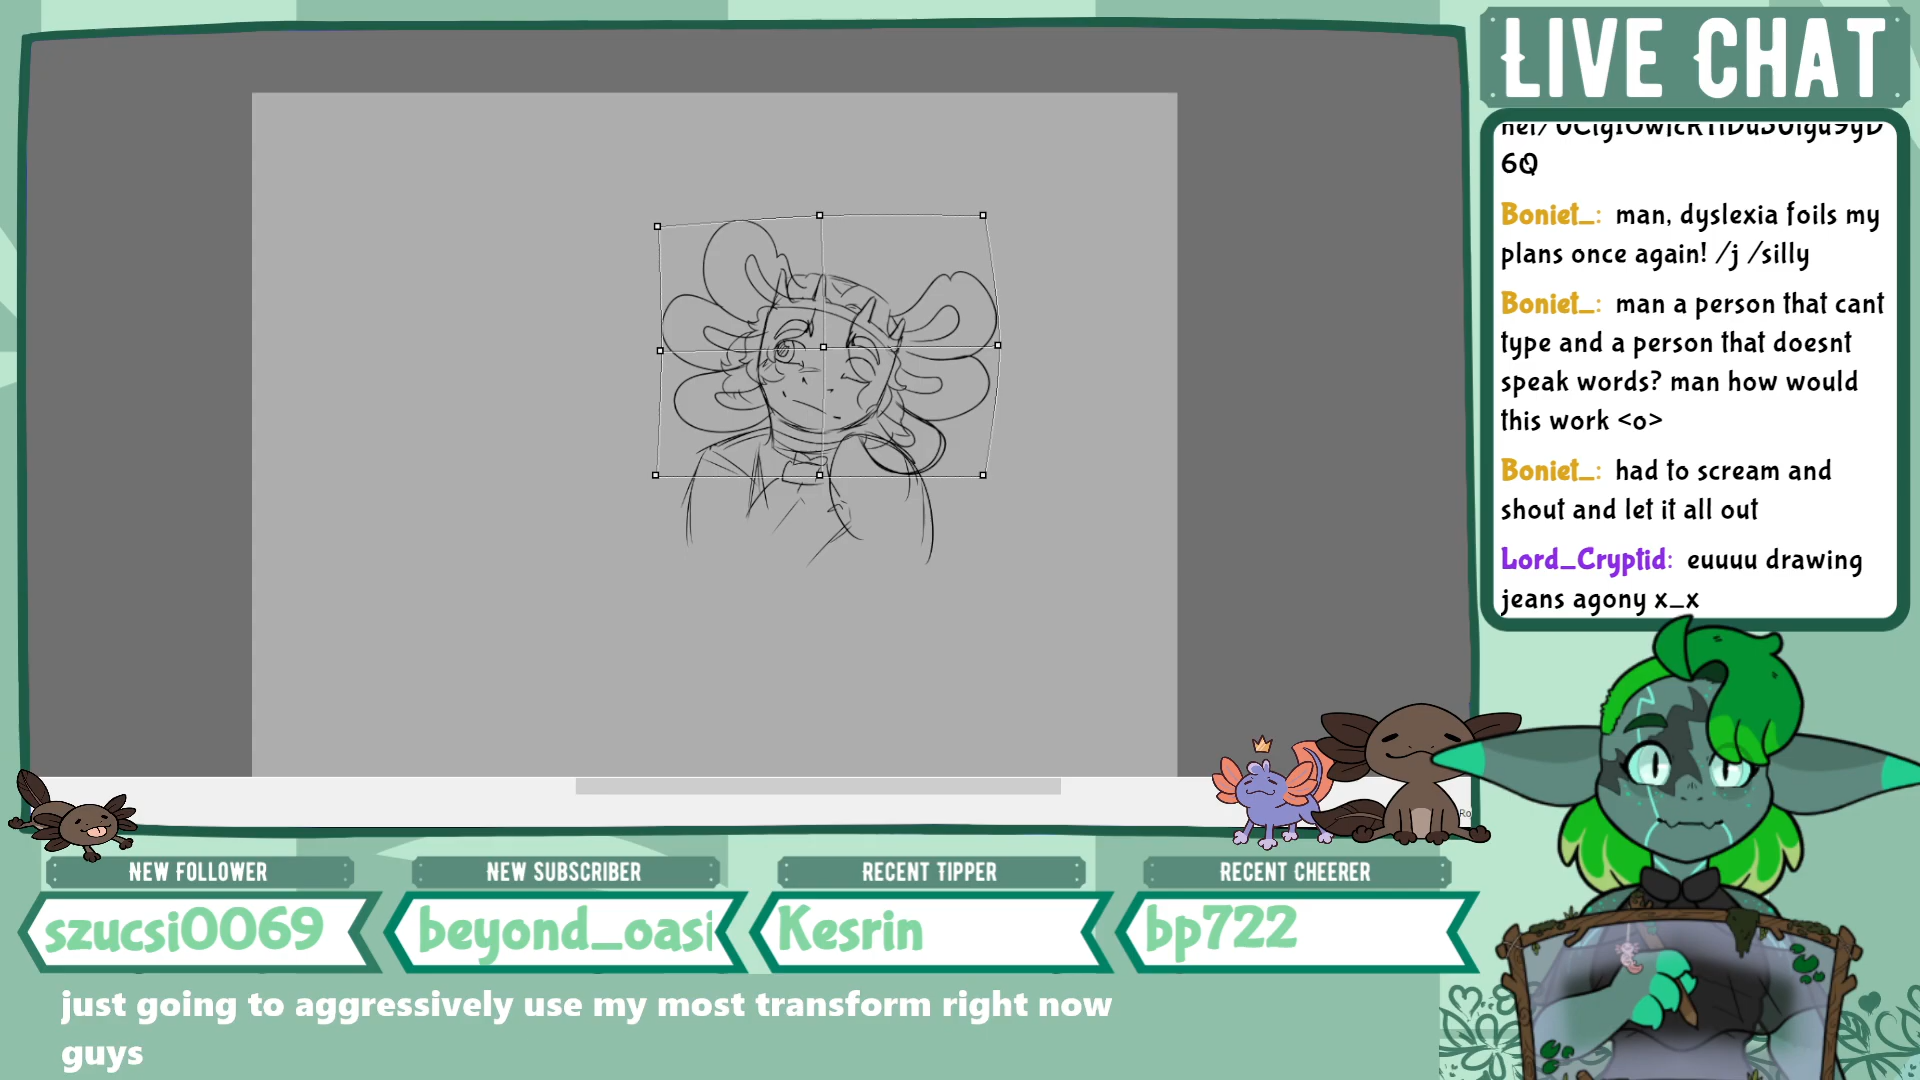 LIVE CHAT
6Q
Boniet_: man, dyslexia foils my
plans once again! /j /silly
Boniet_: man a person that cant
type and a person that doesnt
speak words? man how would
this work <o>
Boniet_: had to scream and
shout and let it all out
Lord_Cryptid: euuuu drawing
jeans agony x_x
Ro
NEW FOLLOWER
NEW SUBSCRIBER
RECENT TIPPER
RECENT CHEERER
szucsi0069
beyond_oasi
Kesrin
bp722
just going to aggressively use my most transform right now
guys